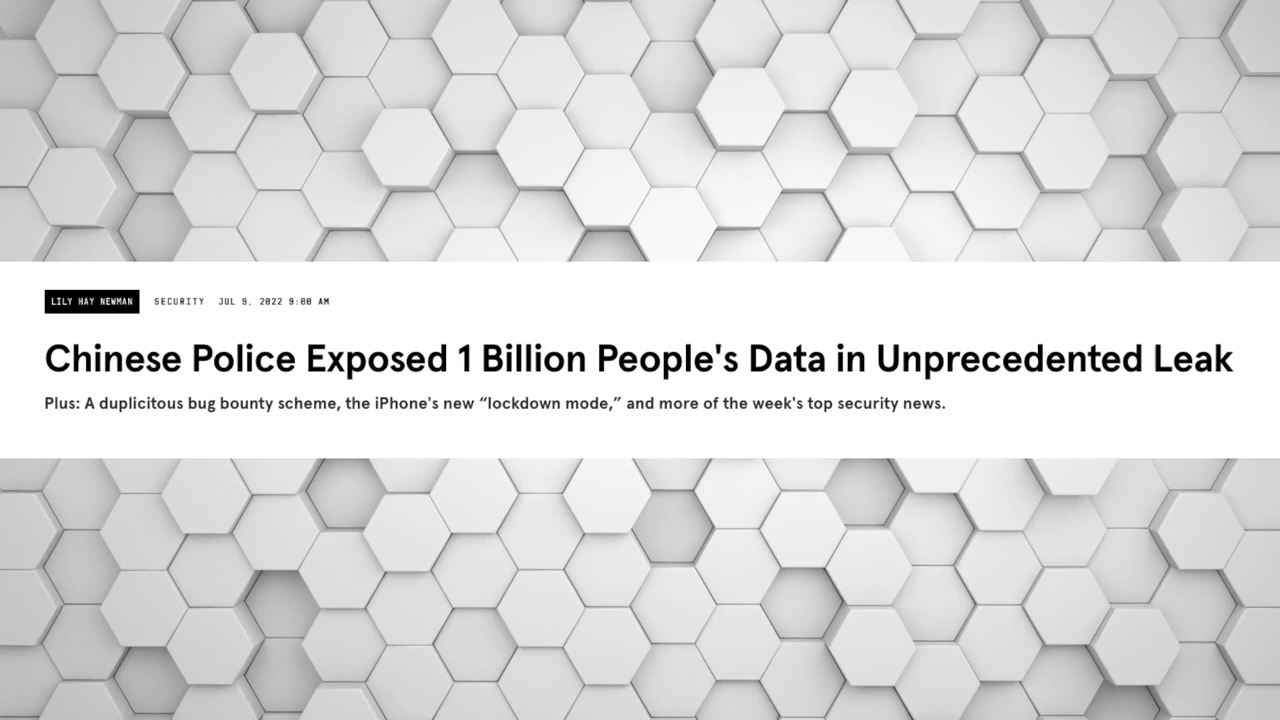 LILY HAY NEWMAN SECURITY JUL 9, 2022 9:00 AM
Chinese Police Exposed 1 Billion People's Data in Unprecedented Leak
Plus: A duplicitous bug bounty scheme, the iPhone's new “lockdown mode,” and more of the week's top security news.